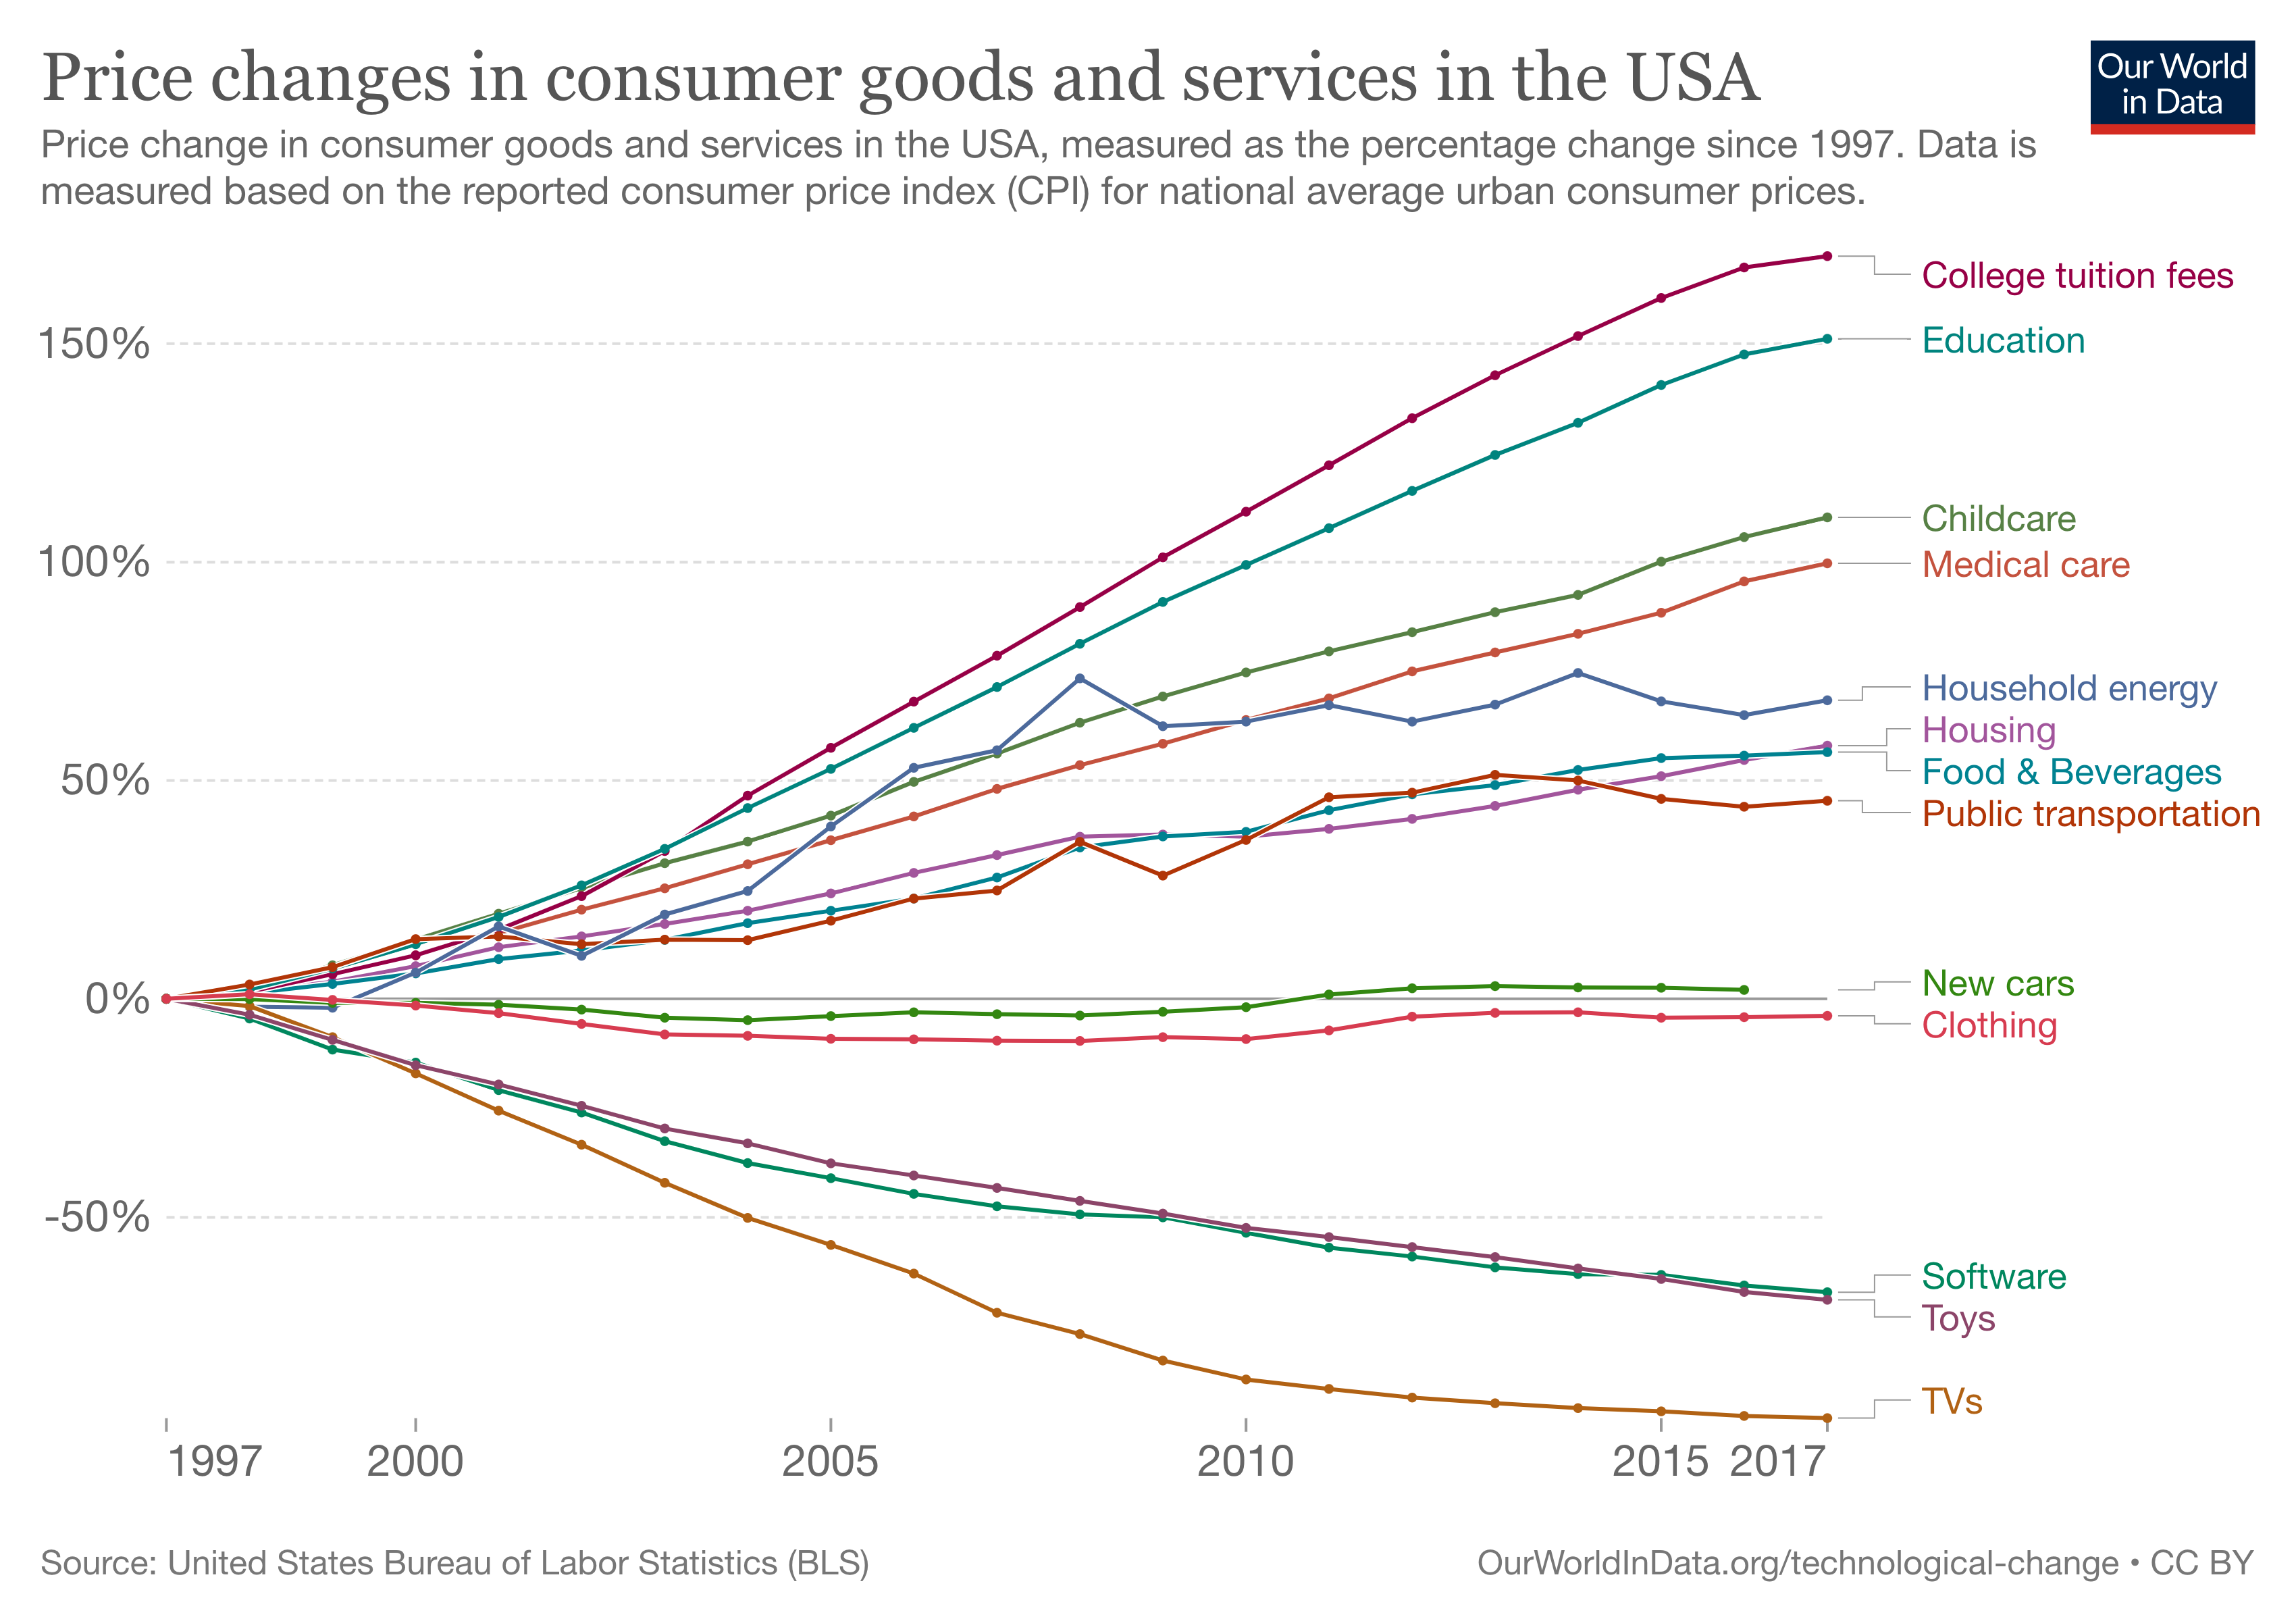 Price changes in consumer goods and services in the USA
Our World
in Data
Price change in consumer goods and services in the USA, measured as the percentage change since 1997. Data is
measured based on the reported consumer price index (CPI) for national average urban consumer prices.
College tuition fees
150%
Education
Childcare
100%
Medical care
Household energy
Housing
50%
Food & Beverages
Public transportation
0%
New cars
Clothing
-50%
Software
Toys
TVs
1997 2000 2005 2010 2015 2017
Source: United States Bureau of Labor Statistics (BLS)
OurWorldInData.org/technological-change • CC BY